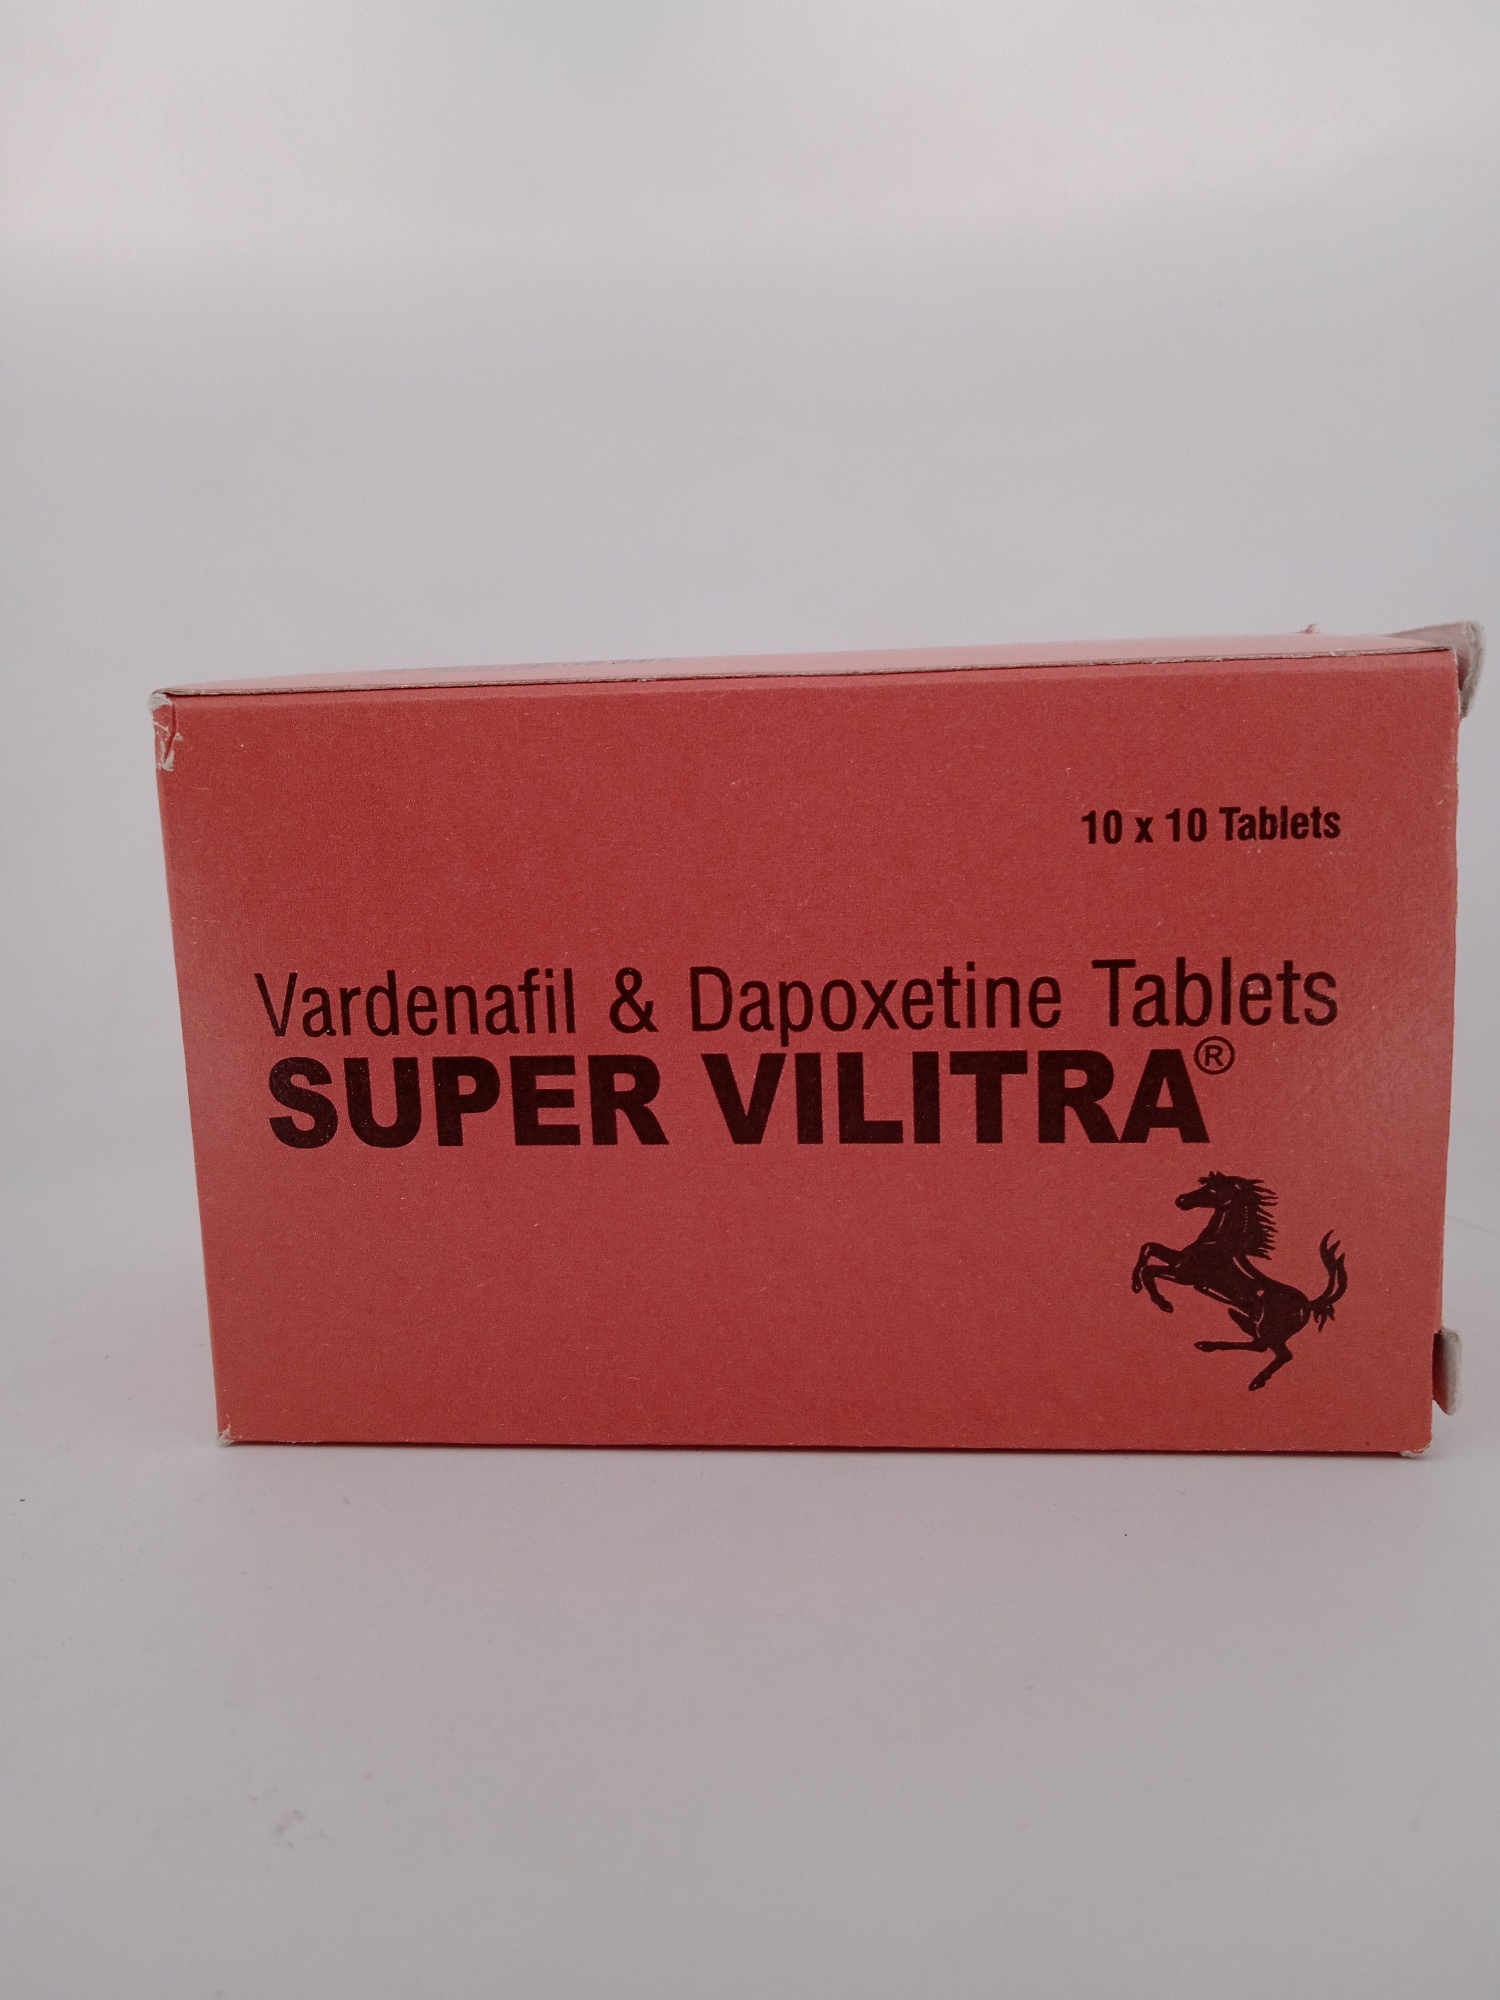 10 x 10 Tablets
Vardenafil & Dapoxetine Tablets
SUPER VILITRA®